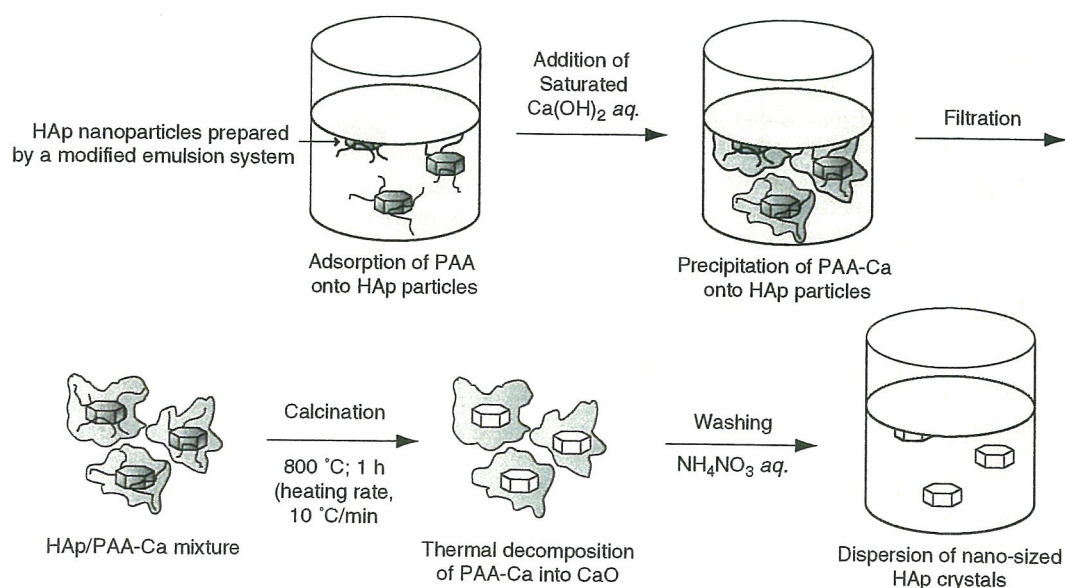 HAp nanoparticles prepared
by a modified emulsion system
Adsorption of PAA
onto HAp particles
Addition of
Saturated
Ca(OH)₂ aq.
Precipitation of PAA-Ca
onto HAp particles
Filtration
HAp/PAA-Ca mixture
Calcination
800 ˚C; 1 h
(heating rate,
10 ˚C/min
Thermal decomposition
of PAA-Ca into CaO
Washing
NH₄NO₃ aq.
Dispersion of nano-sized
HAp crystals